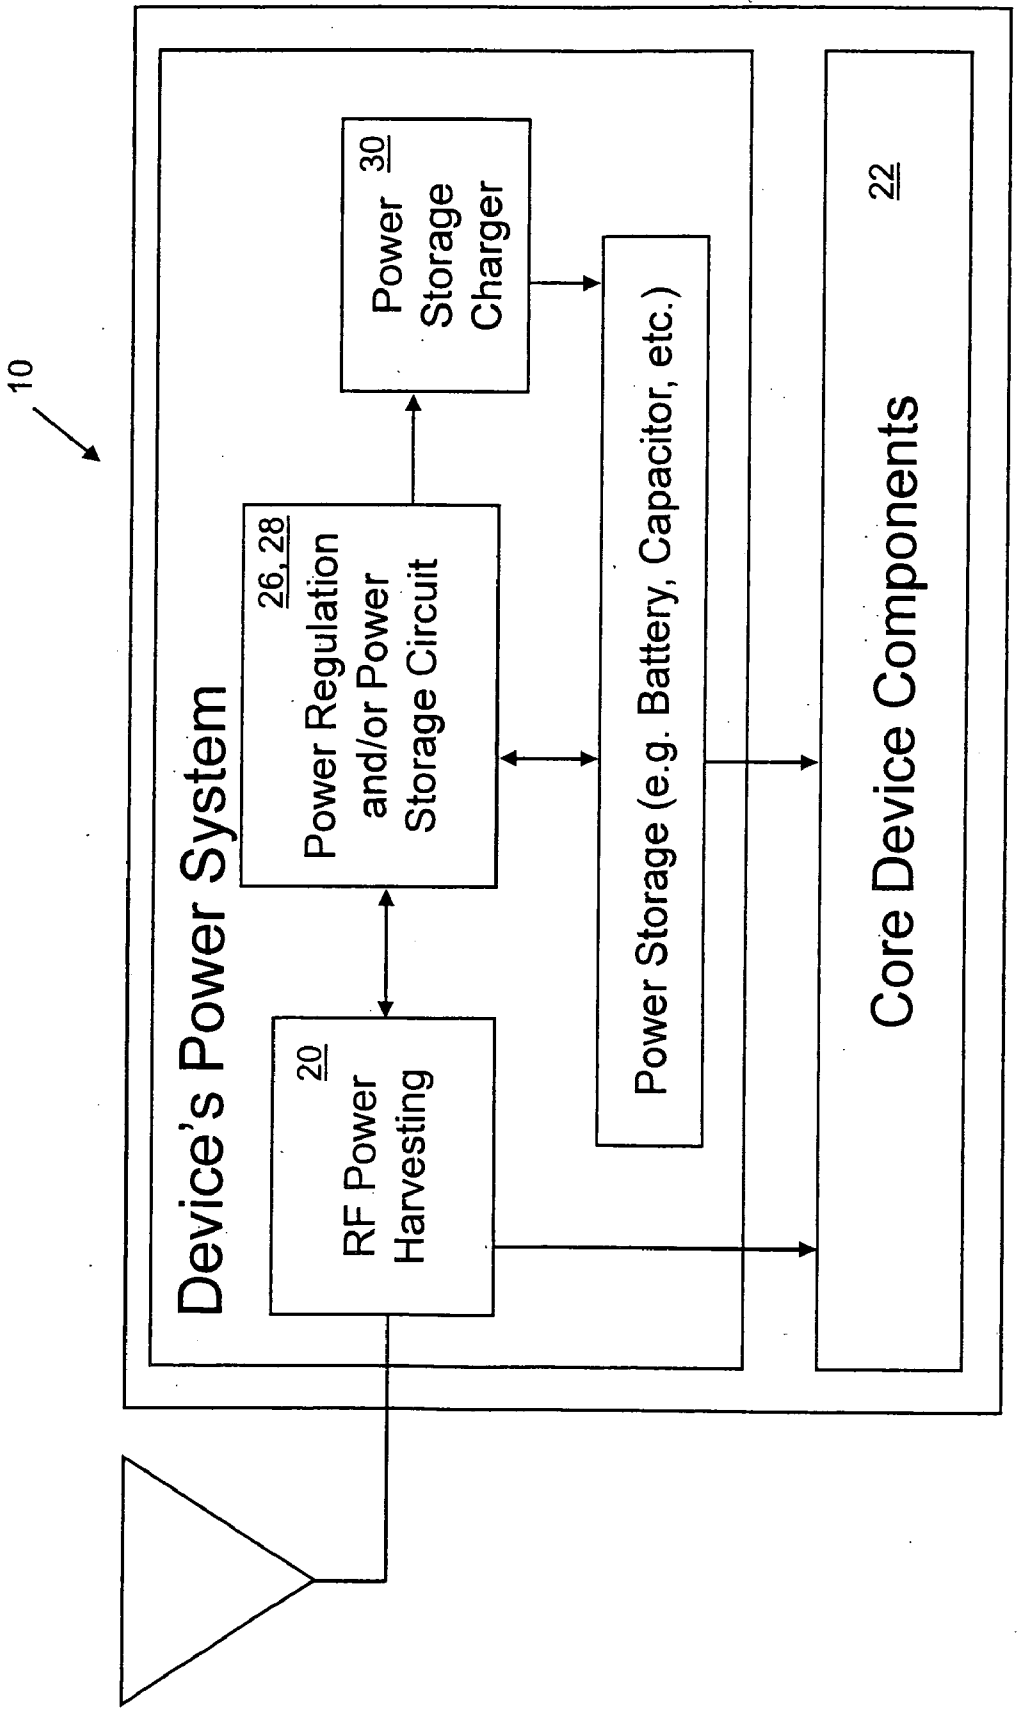 10
Device's Power System
20
RF Power
Harvesting
26, 28
Power Regulation
and/or Power
Storage Circuit
30
Power
Storage
Charger
Power Storage (e.g. Battery, Capacitor, etc.)
22
Core Device Components